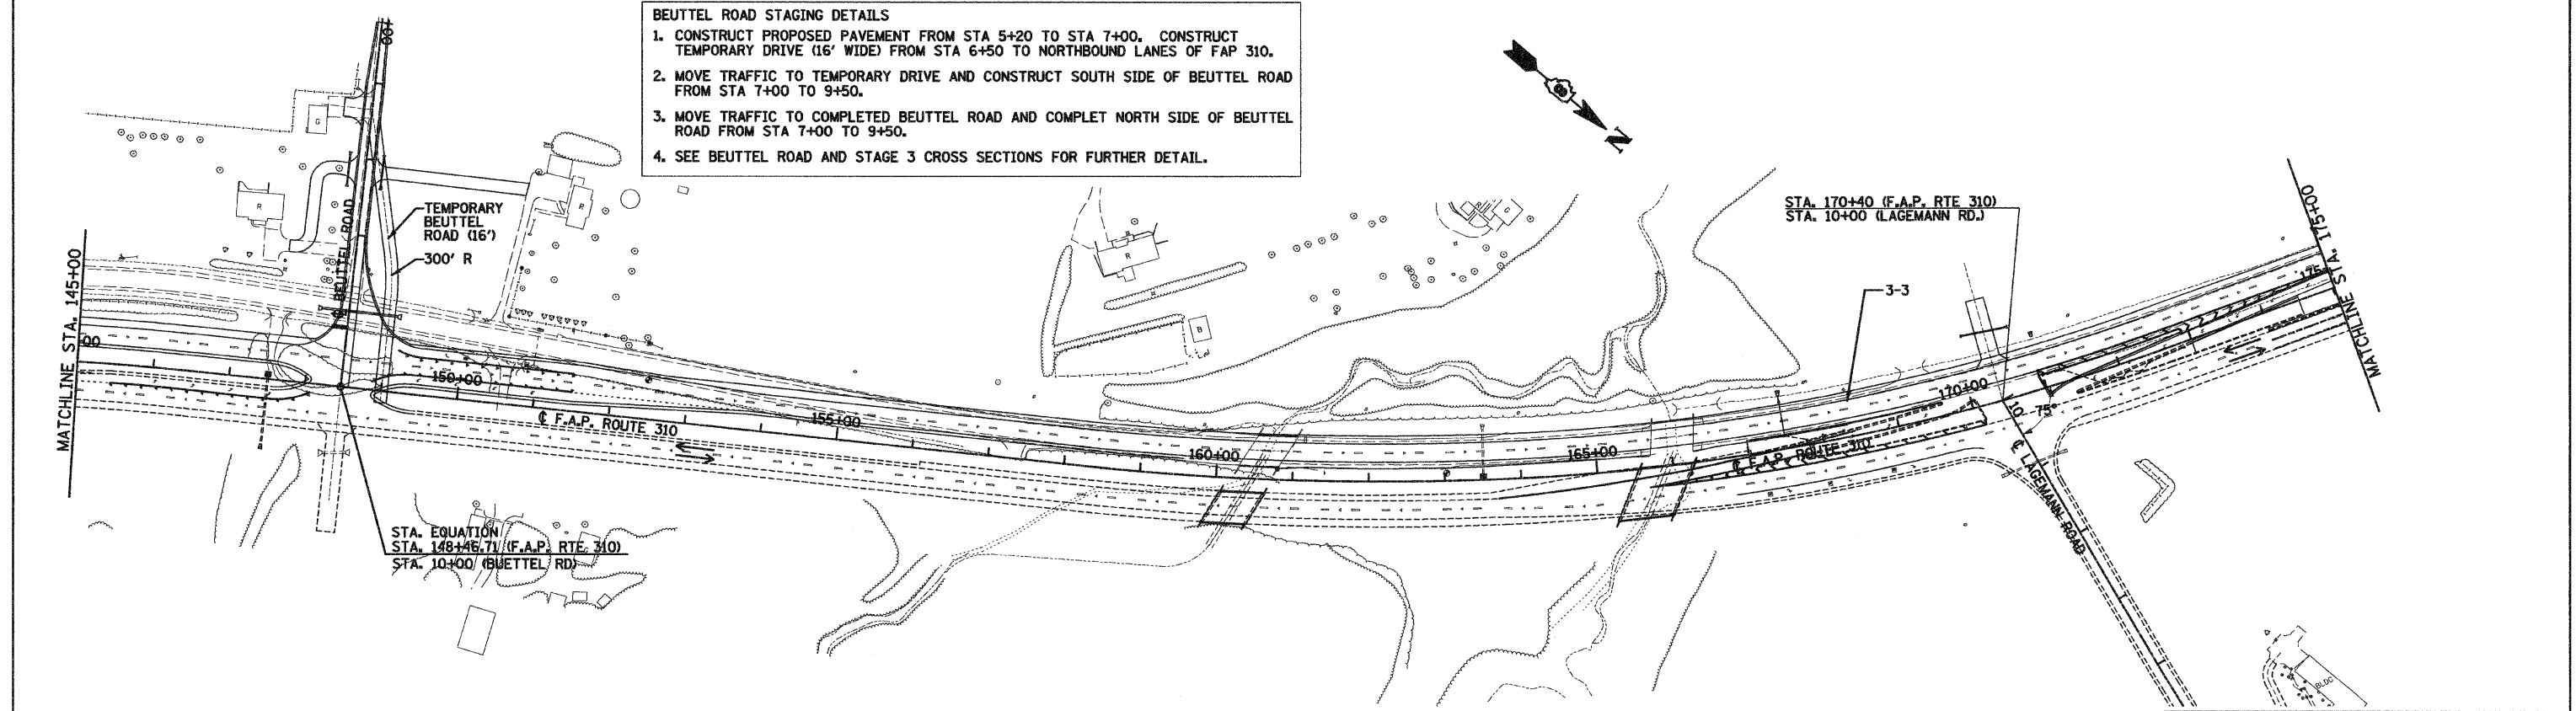 BEUTTEL ROAD STAGING DETAILS
1. CONSTRUCT PROPOSED PAVEMENT FROM STA 5+20 TO STA 7+00. CONSTRUCT
TEMPORARY DRIVE (16' WIDE) FROM STA 6+50 TO NORTHBOUND LANES OF FAP 310.
2. MOVE TRAFFIC TO TEMPORARY DRIVE AND CONSTRUCT SOUTH SIDE OF BEUTTEL ROAD
FROM STA 7+00 TO 9+50.
3. MOVE TRAFFIC TO COMPLETED BEUTTEL ROAD AND COMPLET NORTH SIDE OF BEUTTEL
ROAD FROM STA 7+00 TO 9+50.
4. SEE BEUTTEL ROAD AND STAGE 3 CROSS SECTIONS FOR FURTHER DETAIL.
N
00
G
R
R
BEUTTEL ROAD
TEMPORARY
BEUTTEL
ROAD (16')
300' R
MATCHLINE STA. 145+00
00
150+00
℄ F.A.P. ROUTE 310
155+00
160+00
165+00
℄ F.A.P. ROUTE 310
170+00
R
B
R
G
STA. 170+40 (F.A.P. RTE 310)
STA. 10+00 (LAGEMANN RD.)
3-3
175+
MATCHLINE STA. 175+00
10
75°
℄ LAGEMANN ROAD
STA. EQUATION
STA. 148+46.71 (F.A.P. RTE 310)
STA. 10+00 (BUETTEL RD)
BLDG